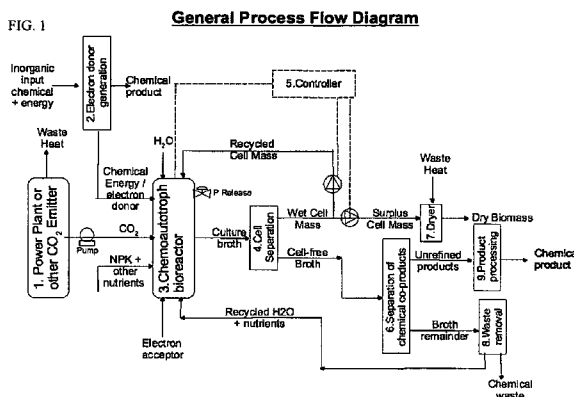 General Process Flow Diagram
FIG. 1
Inorganic
input
chemical
+ energy
2.Electron donor
generation
Chemical
product
5.Controller
Waste
Heat
H2O
Recycled
Cell Mass
Chemical
Energy /
electron
donor
P Release
Waste
Heat
1. Power Plant or
other CO2 Emitter
Pump
CO2
NPK +
other
nutrients
3.Chemoautotroph
bioreactor
Culture
broth
4.Cell
Separation
Wet Cell
Mass
Surplus
Cell Mass
7.Dryer
Dry Biomass
Cell-free
Broth
Unrefined
products
9.Product
processing
Chemical
product
6.Separation of
chemical co-products
Recycled H2O
+ nutrients
Broth
remainder
8.Waste
removal
Electron
acceptor
Chemical
waste